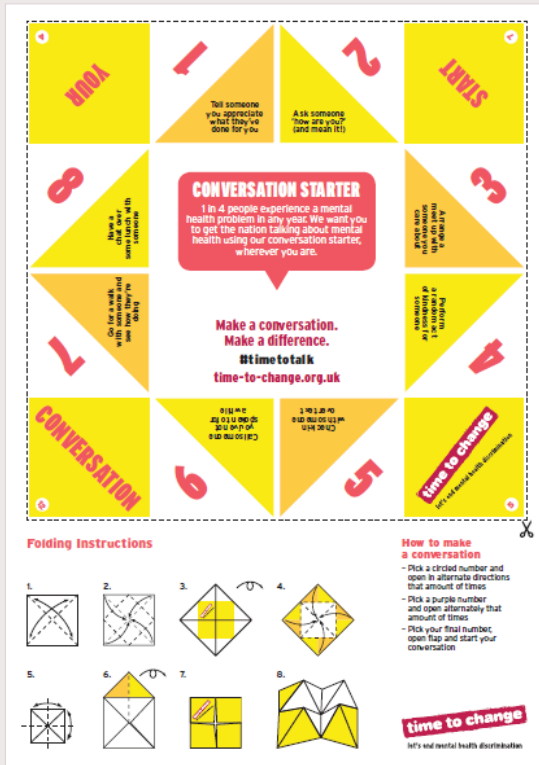 YOUR
1
2
START
Tell someone
you appreciate
what they've
done for you
Ask someone
'how are you?'
(and mean it!)
8
Have a
chat over
some lunch with
someone
3
Arrange a
meet up with
someone you
care about
CONVERSATION STARTER
1 in 4 people experience a mental
health problem in any year. We want you
to get the nation talking about mental
health using our conversation starter,
wherever you are.
7
Go for a walk
with someone and
see how they're
doing
4
Perform
a random act
of kindness for
someone
Make a conversation.
Make a difference.
#timetotalk
time-to-change.org.uk
CONVERSATION
6
Call someone
you've not
spoken to for
a while
5
Check in
with someone
over text
time to change
let's end mental health discrimination
5
Folding Instructions
1.
2.
3.
4.
5.
6.
7.
8.
How to make
a conversation
- Pick a circled number and
open in alternate directions
that amount of times
- Pick a purple number
and open alternately that
amount of times
- Pick your final number,
open flap and start your
conversation
time to change
let's end mental health discrimination